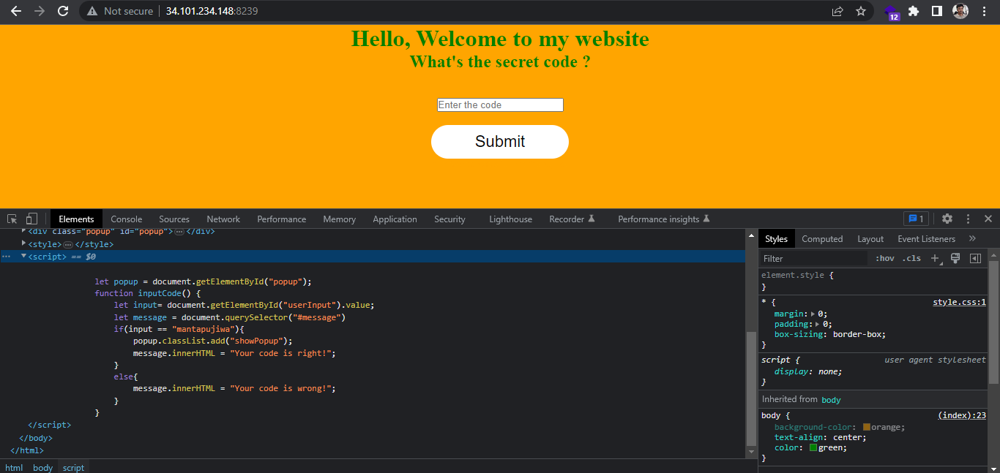 Not secure 34.101.234.148:8239
12
Hello, Welcome to my website
What's the secret code ?
Enter the code
Submit
Elements Console Sources Network Performance Memory Application Security Lighthouse Recorder Performance insights 1
<div class="popup" id="popup"> … </div>
<style> … </style>
… <script> == $0
let popup = document.getElementById("popup");
function inputCode() {
let input= document.getElementById("userInput").value;
let message = document.querySelector("#message")
if(input == "mantapujiwa"){
popup.classList.add("showPopup");
message.innerHTML = "Your code is right!";
}
else{
message.innerHTML = "Your code is wrong!";
}
}
</script>
</body>
</html>
html body script
Styles Computed Layout Event Listeners »
Filter :hov .cls +
element.style {
}
* { style.css:1
margin: 0;
padding: 0;
box-sizing: border-box;
}
script { user agent stylesheet
display: none;
}
Inherited from body
body { (index):23
background-color: orange;
text-align: center;
color: green;
}